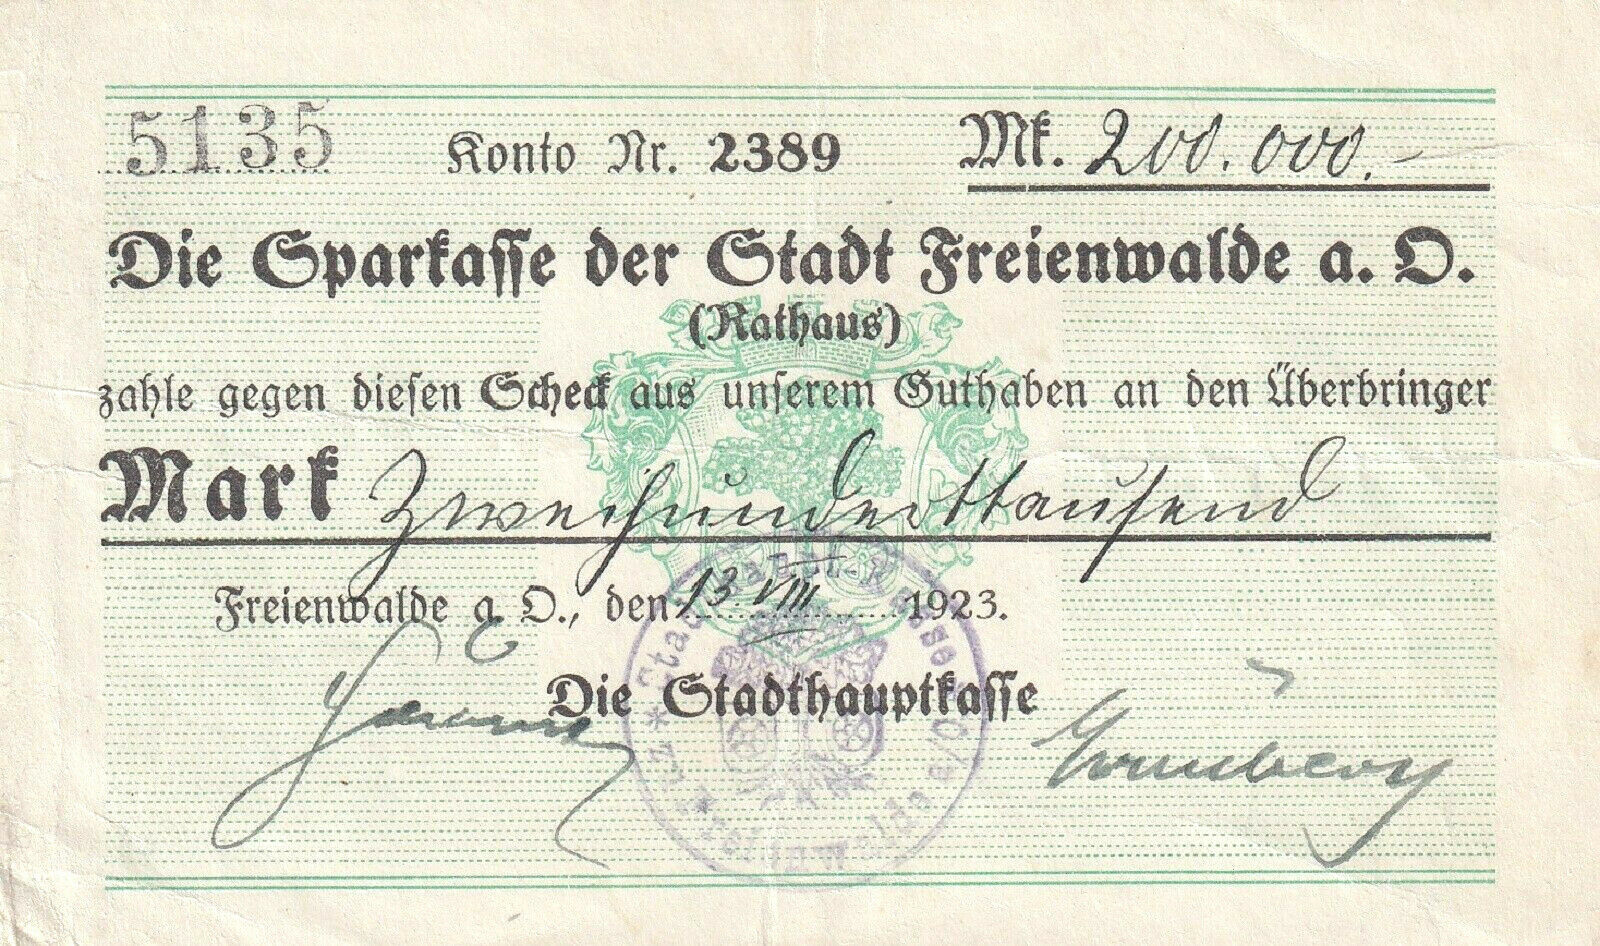 5135 Konto Nr. 2389 Mk. 200.000.-
Die Sparkasse der Stadt Freienwalde a. O.
(Rathaus)
zahle gegen diesen Scheck aus unserem Guthaben an den Überbringer
Mark Zweihunderttausend
Freienwalde a O., den 13. VIII 1923.
Die Stadthauptkasse
Freienwalde a/O